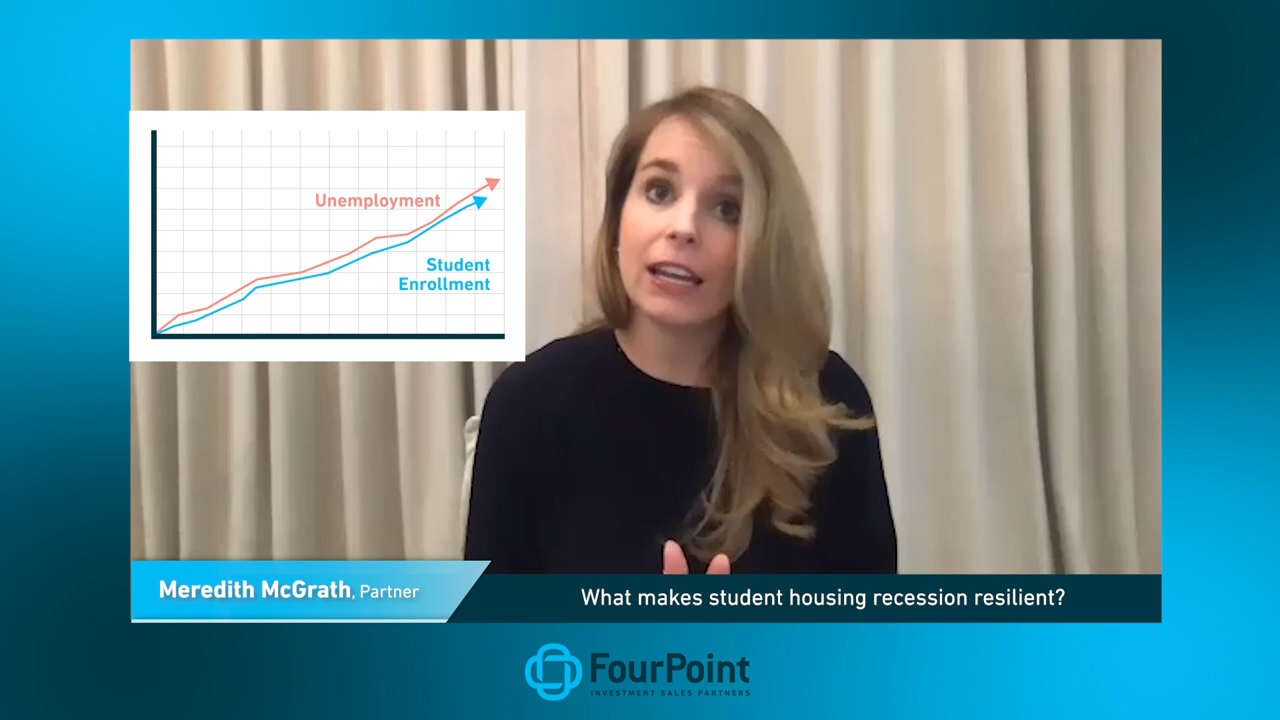 Unemployment
Student
Enrollment
Meredith McGrath, Partner
What makes student housing recession resilient?
FourPoint
INVESTMENT SALES PARTNERS